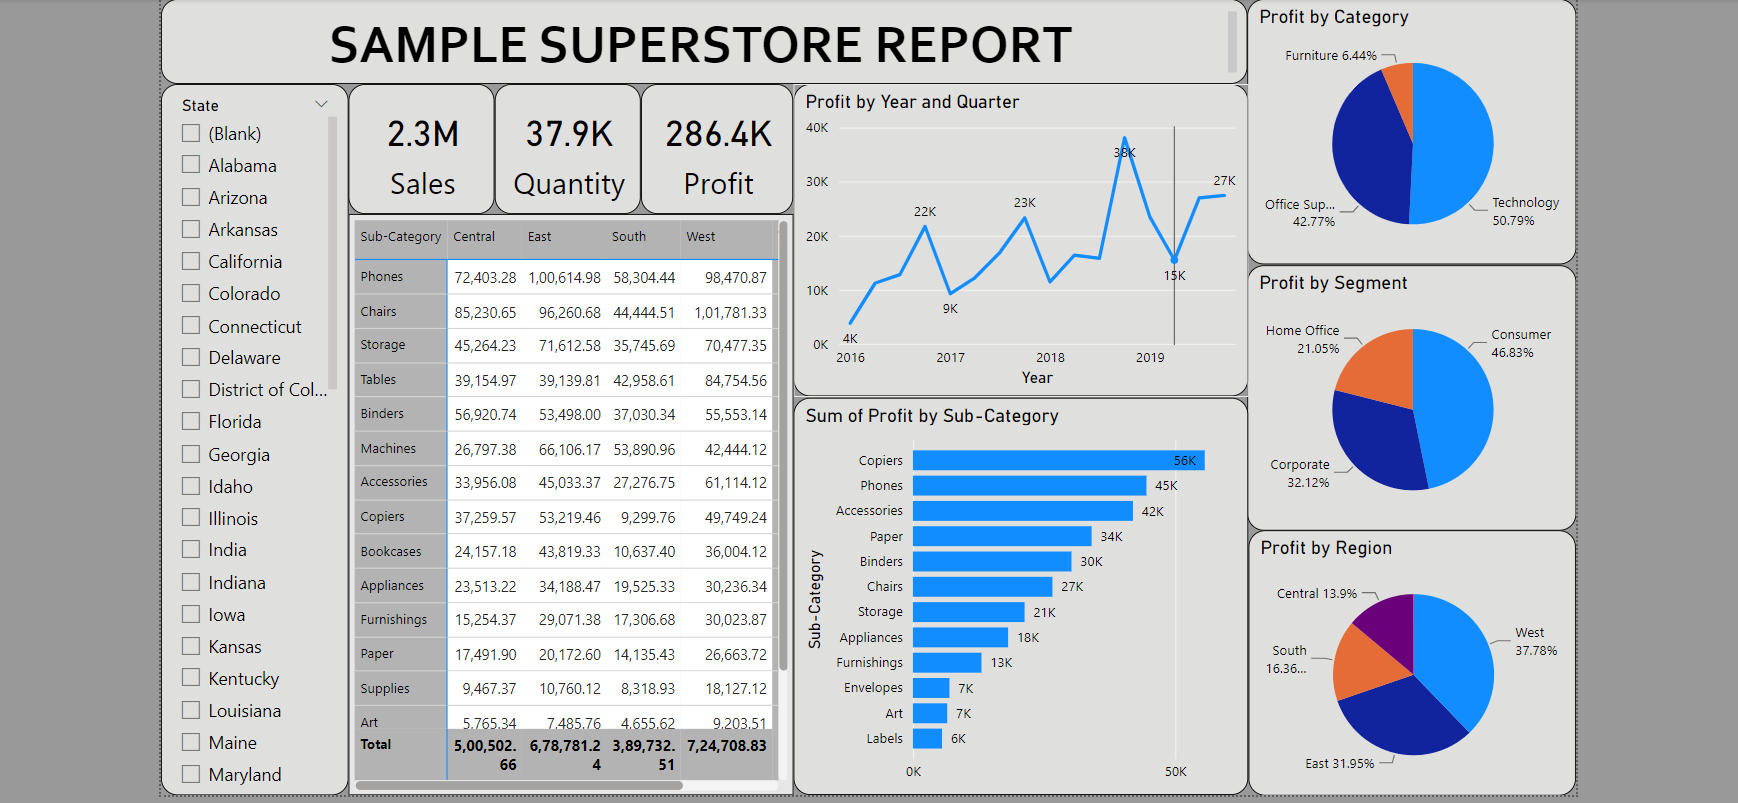 SAMPLE SUPERSTORE REPORT
State
(Blank)
Alabama
Arizona
Arkansas
California
Colorado
Connecticut
Delaware
District of Col...
Florida
Georgia
Idaho
Illinois
India
Indiana
Iowa
Kansas
Kentucky
Louisiana
Maine
Maryland
2.3M
Sales
37.9K
Quantity
286.4K
Profit
Sub-Category Central East South West
Phones 72,403.28 1,00,614.98 58,304.44 98,470.87
Chairs 85,230.65 96,260.68 44,444.51 1,01,781.33
Storage 45,264.23 71,612.58 35,745.69 70,477.35
Tables 39,154.97 39,139.81 42,958.61 84,754.56
Binders 56,920.74 53,498.00 37,030.34 55,553.14
Machines 26,797.38 66,106.17 53,890.96 42,444.12
Accessories 33,956.08 45,033.37 27,276.75 61,114.12
Copiers 37,259.57 53,219.46 9,299.76 49,749.24
Bookcases 24,157.18 43,819.33 10,637.40 36,004.12
Appliances 23,513.22 34,188.47 19,525.33 30,236.34
Furnishings 15,254.37 29,071.38 17,306.68 30,023.87
Paper 17,491.90 20,172.60 14,135.43 26,663.72
Supplies 9,467.37 10,760.12 8,318.93 18,127.12
Art 5,765.34 7,485.76 4,655.62 9,203.51
Total 5,00,502. 6,78,781.2 3,89,732. 7,24,708.83
66 4 51
Profit by Year and Quarter
40K
30K
20K
10K
0K
4K
22K
9K
23K
38K
15K
27K
2016 2017 2018 2019
Year
Sum of Profit by Sub-Category
Sub-Category
Copiers 56K
Phones 45K
Accessories 42K
Paper 34K
Binders 30K
Chairs 27K
Storage 21K
Appliances 18K
Furnishings 13K
Envelopes 7K
Art 7K
Labels 6K
0K 50K
Profit by Category
Furniture 6.44%
Office Sup...
42.77%
Technology
50.79%
Profit by Segment
Home Office
21.05%
Consumer
46.83%
Corporate
32.12%
Profit by Region
Central 13.9%
West
37.78%
South
16.36...
East 31.95%